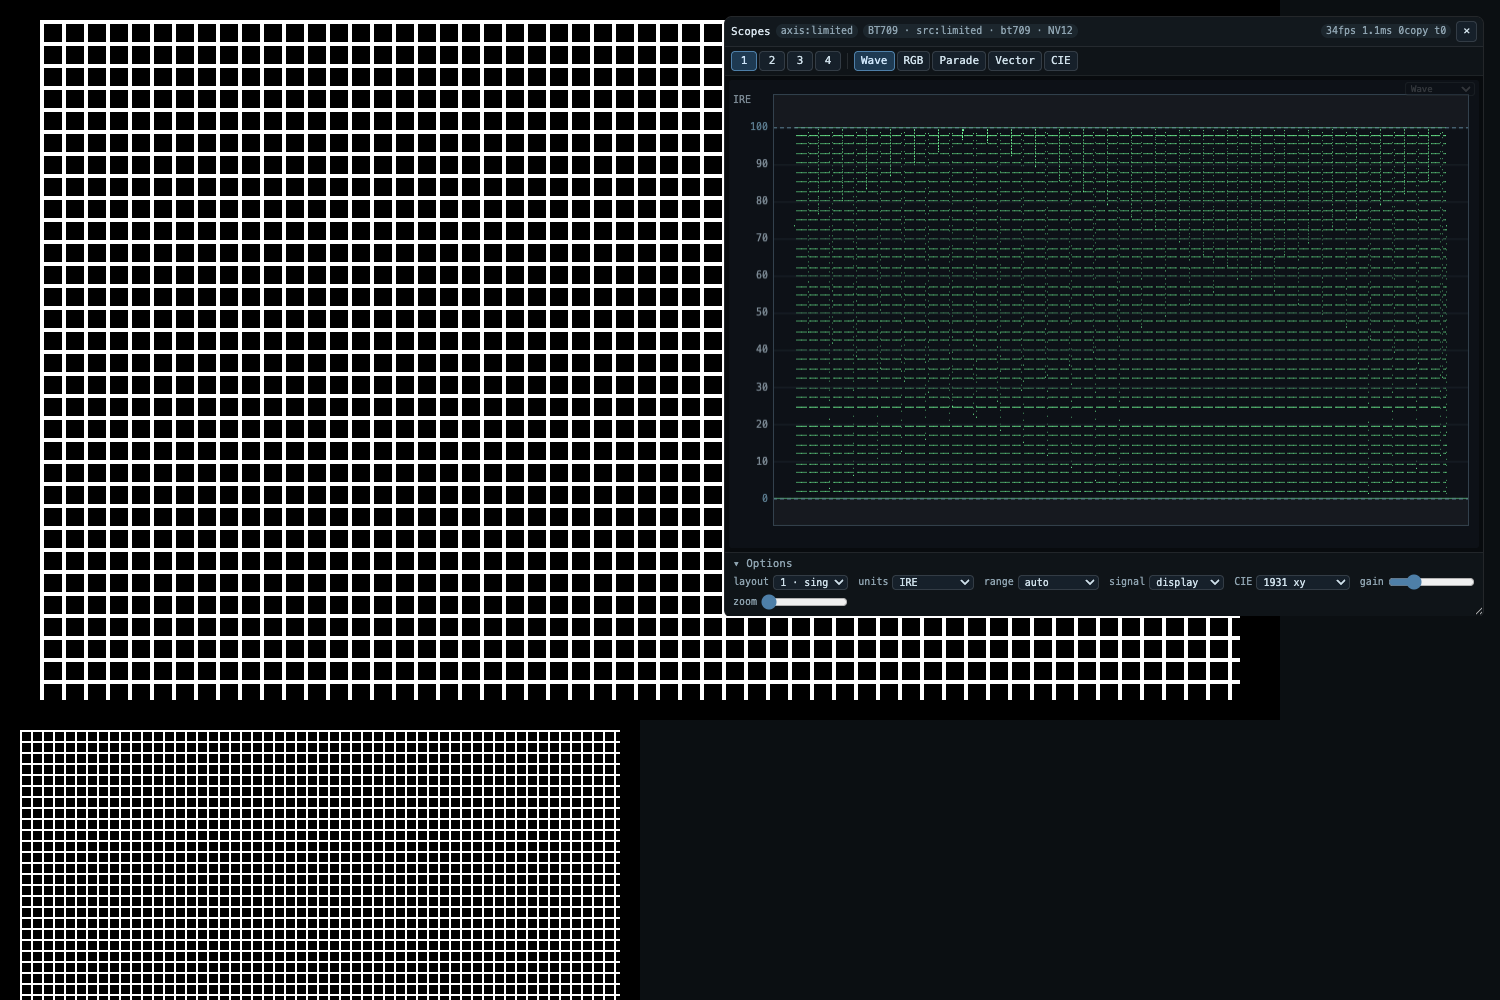 Scopes axis:limited BT709 · src:limited · bt709 · NV12 34fps 1.1ms 0copy t0 ×
1 2 3 4 Wave RGB Parade Vector CIE
Wave
IRE
100
90
80
70
60
50
40
30
20
10
0
▾ Options
layout 1 · sing units IRE range auto signal display CIE 1931 xy gain
zoom